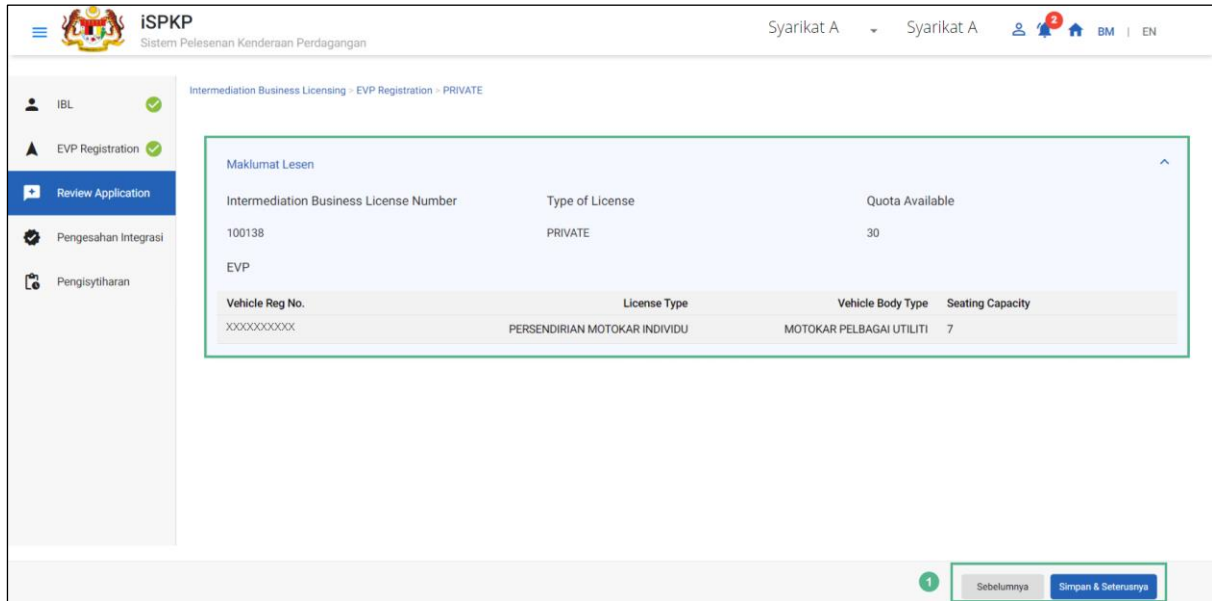 iSPKP
Sistem Pelesenan Kenderaan Perdagangan
Syarikat A Syarikat A 2 BM | EN
IBL
EVP Registration
Review Application
Pengesahan Integrasi
Pengisytiharan
Intermediation Business Licensing > EVP Registration > PRIVATE
Maklumat Lesen
Intermediation Business License Number Type of License Quota Available
100138 PRIVATE 30
EVP
Vehicle Reg No. License Type Vehicle Body Type Seating Capacity
XXXXXXXXXX PERSENDIRIAN MOTOKAR INDIVIDU MOTOKAR PELBAGAI UTILITI 7
1 Sebelumnya Simpan & Seterusnya